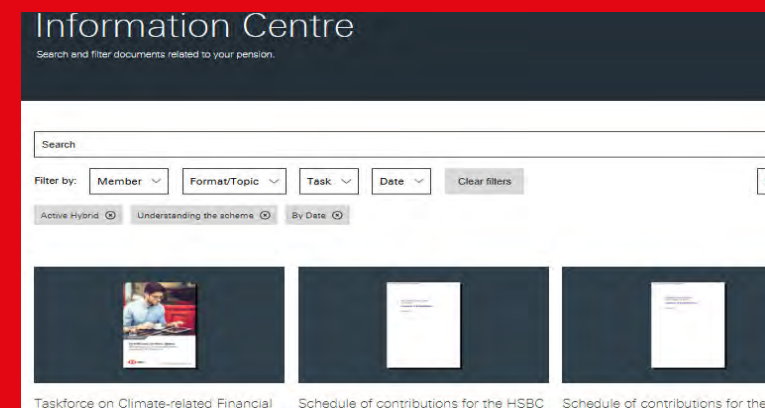 Information Centre
Search and filter documents related to your pension.
Search
Filter by: Member Format/Topic Task Date Clear filters
Active Hybrid Understanding the scheme By Date
Taskforce on Climate-related Financial Schedule of contributions for the HSBC Schedule of contributions for the